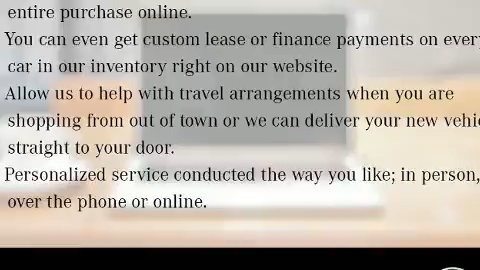 entire purchase online.
You can even get custom lease or finance payments on every
car in our inventory right on our website.
Allow us to help with travel arrangements when you are
shopping from out of town or we can deliver your new
straight to your door.
Personalized service conducted the way you like; in person,
over the phone or online.